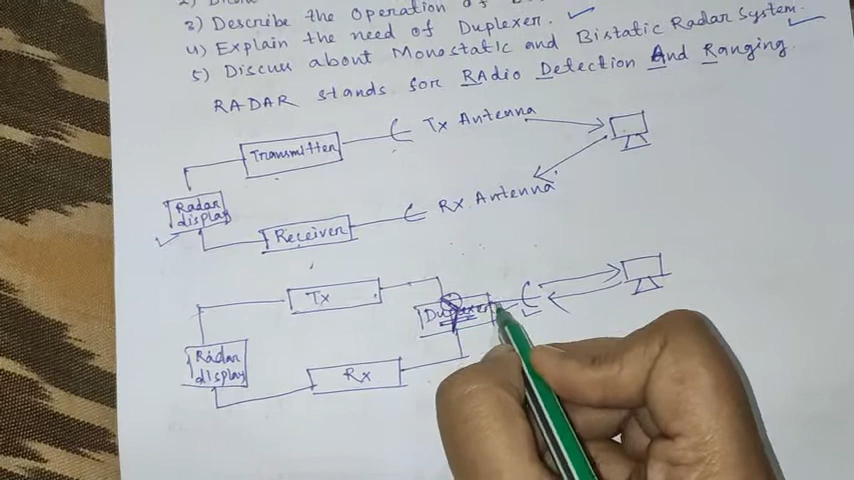 3) Describe the Operation of
4) Explain the need of Duplexer.
5) Discuss about Monostatic and Bistatic Radar System.
RADAR stands for RAdio Detection And Ranging.
Transmitter
Tx Antenna
Radar
display
Receiver
Rx Antenna
Tx
Duplexer
Radar
display
Rx